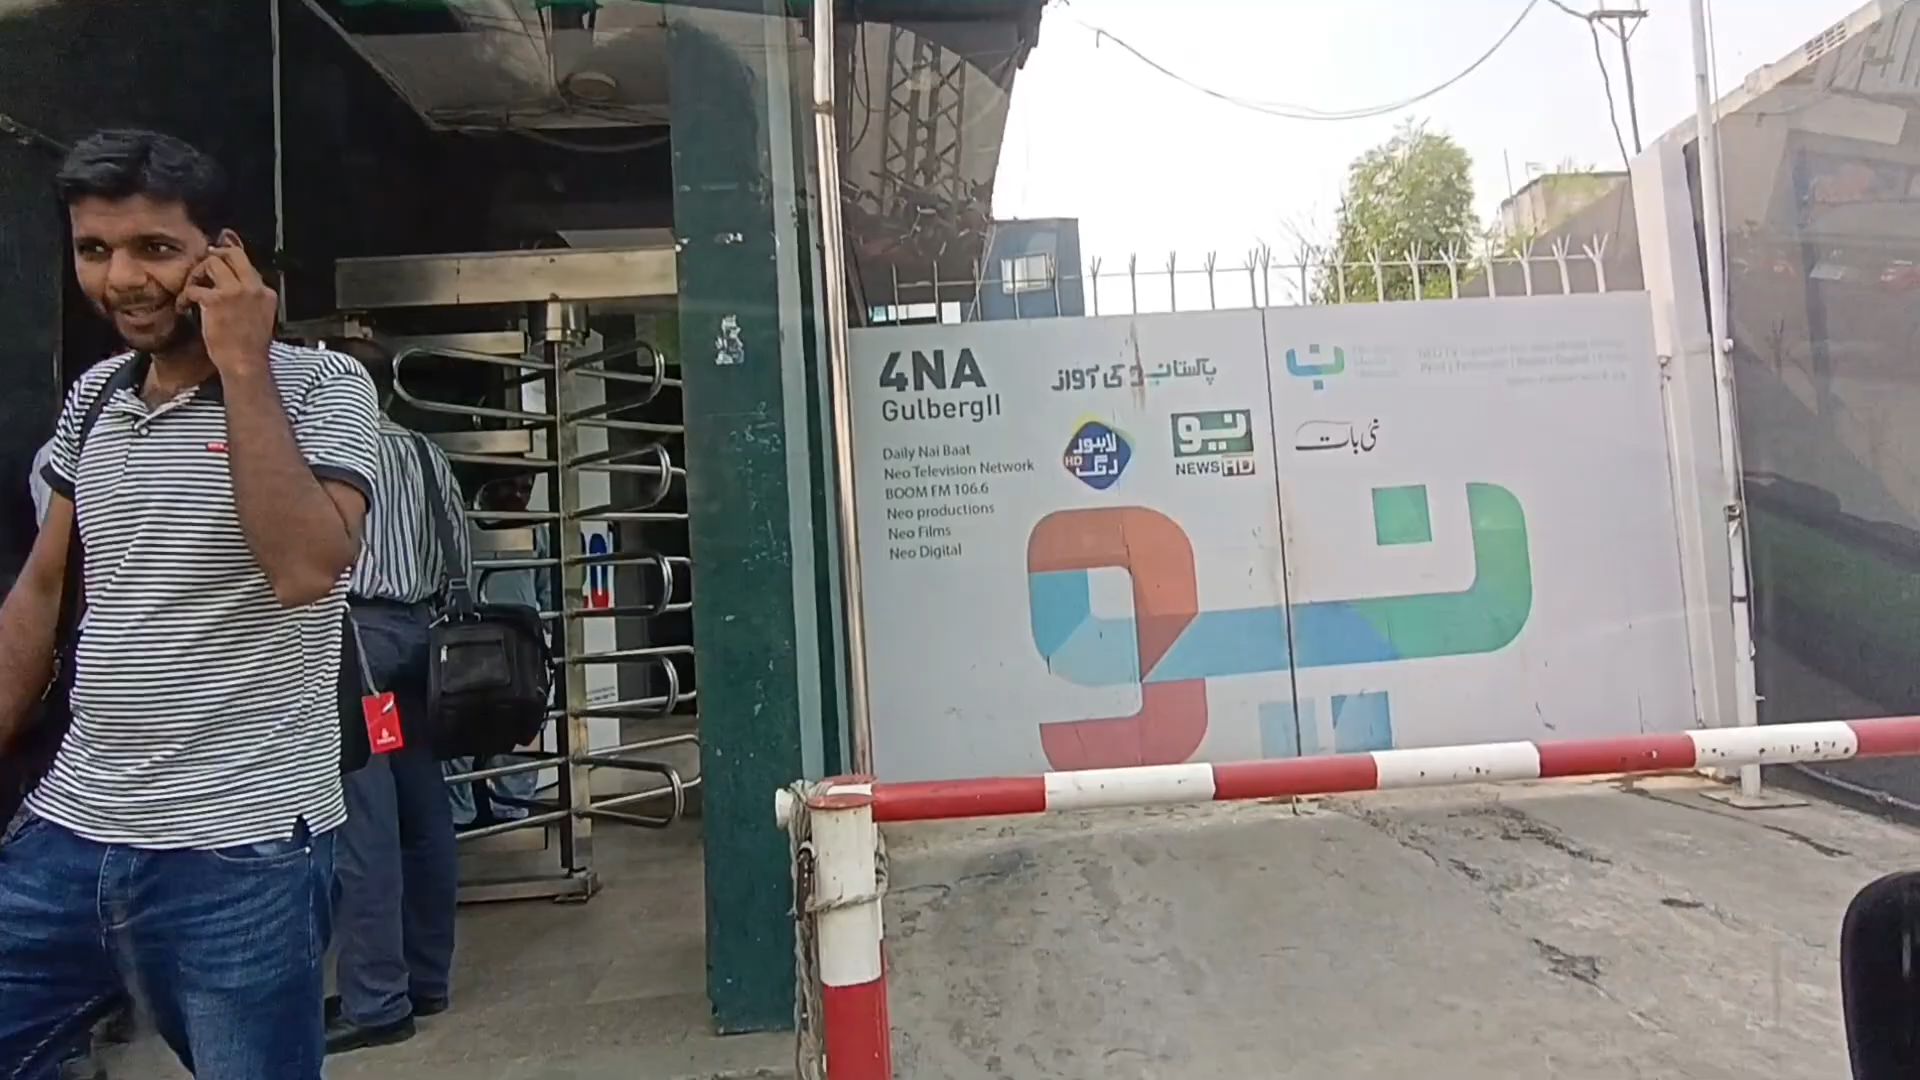 4NA
GulbergII
Daily Nai Baat
Neo Television Network
BOOM FM 106.6
Neo productions
Neo Films
Neo Digital
پاکستان کی آواز
لاہور
رنگ
HD
نیو
NEWS HD
نئی بات
نیو